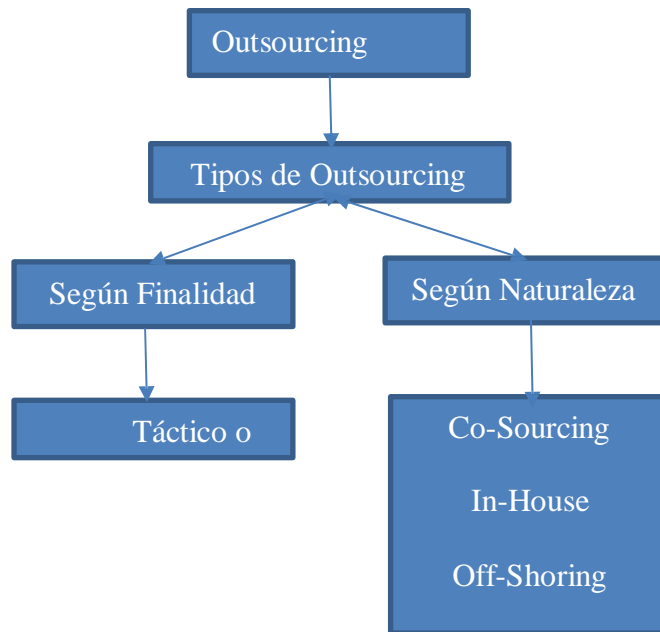 Outsourcing
Tipos de Outsourcing
Según Finalidad
Según Naturaleza
Táctico o
Co-Sourcing
In-House
Off-Shoring